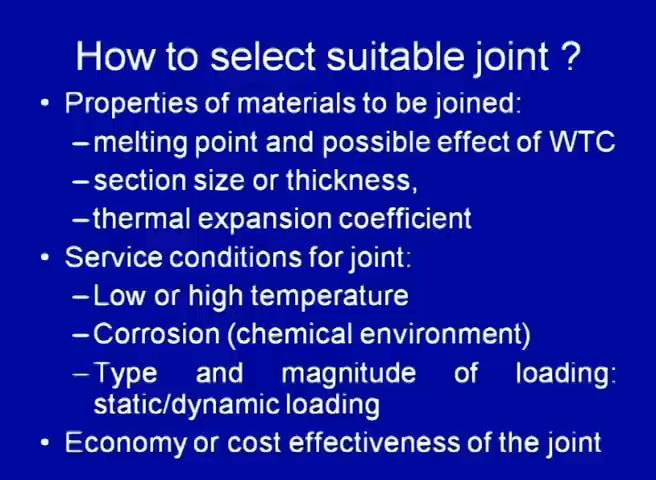 How to select suitable joint ?
• Properties of materials to be joined:
– melting point and possible effect of WTC
– section size or thickness,
– thermal expansion coefficient
• Service conditions for joint:
– Low or high temperature
– Corrosion (chemical environment)
– Type and magnitude of loading:
static/dynamic loading
• Economy or cost effectiveness of the joint